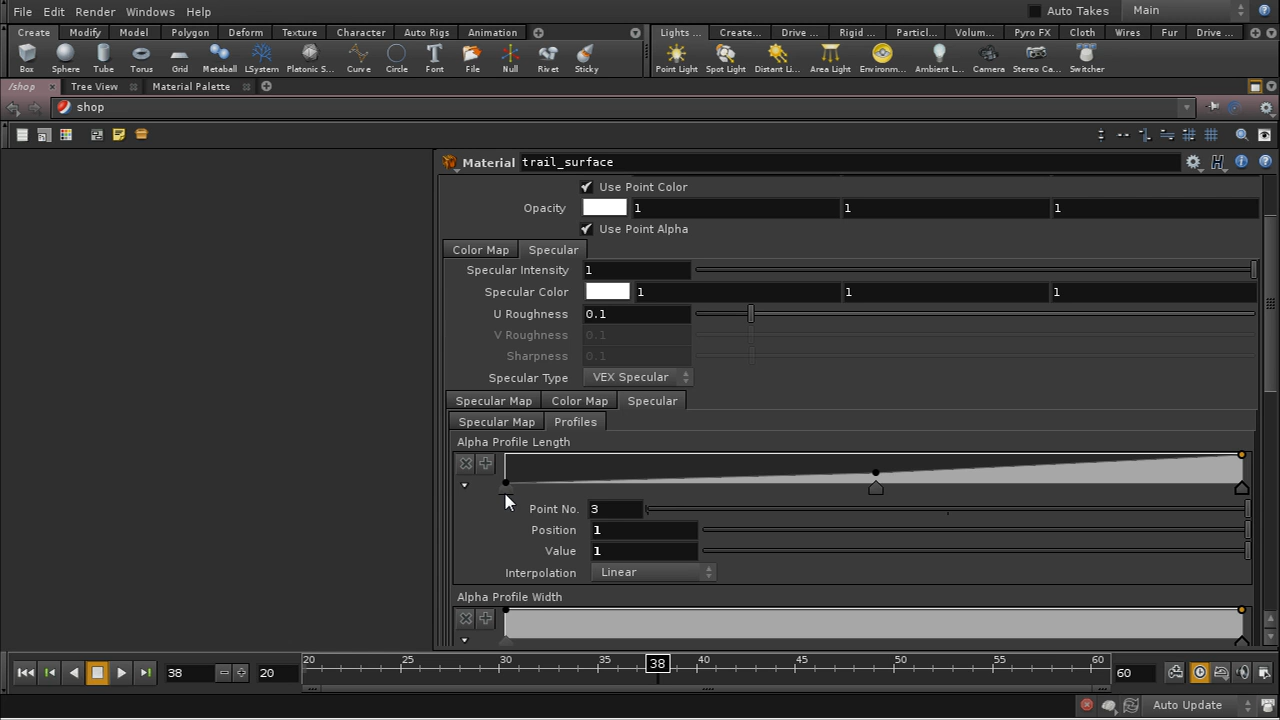 File Edit Render Windows Help Auto Takes Main
Create Modify Model Polygon Deform Texture Character Auto Rigs Animation Lights ... Create... Drive ... Rigid ... Particl... Volum... Pyro FX Cloth Wires Fur Drive ...
Box Sphere Tube Torus Grid Metaball LSystem Platonic S... Curve Circle Font File Null Rivet Sticky Point Light Spot Light Distant Li... Area Light Environm... Ambient L... Camera Stereo Ca... Switcher
/shop Tree View Material Palette
shop
Material trail_surface
Use Point Color
Opacity 1 1 1
Use Point Alpha
Color Map Specular
Specular Intensity 1
Specular Color 1 1 1
U Roughness 0.1
V Roughness 0.1
Sharpness 0.1
Specular Type VEX Specular
Specular Map Color Map Specular
Specular Map Profiles
Alpha Profile Length
Point No. 3
Position 1
Value 1
Interpolation Linear
Alpha Profile Width
38 20 20 25 30 35 38 40 45 50 55 60 60
Auto Update